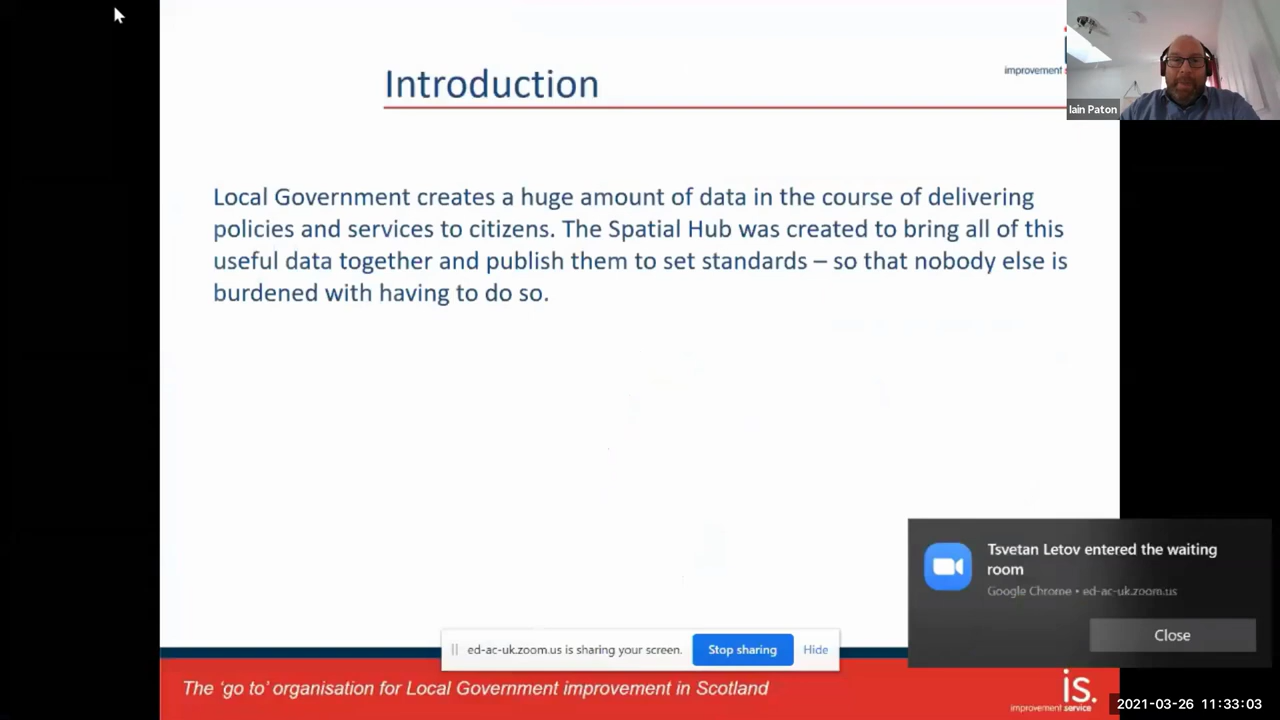 Introduction
improvement
Iain Paton
Local Government creates a huge amount of data in the course of delivering
policies and services to citizens. The Spatial Hub was created to bring all of this
useful data together and publish them to set standards – so that nobody else is
burdened with having to do so.
Tsvetan Letov entered the waiting
room
Google Chrome • ed-ac-uk.zoom.us
Close
ed-ac-uk.zoom.us is sharing your screen.
Stop sharing
Hide
The ‘go to’ organisation for Local Government improvement in Scotland
is.
improvement service
2021-03-26 11:33:03